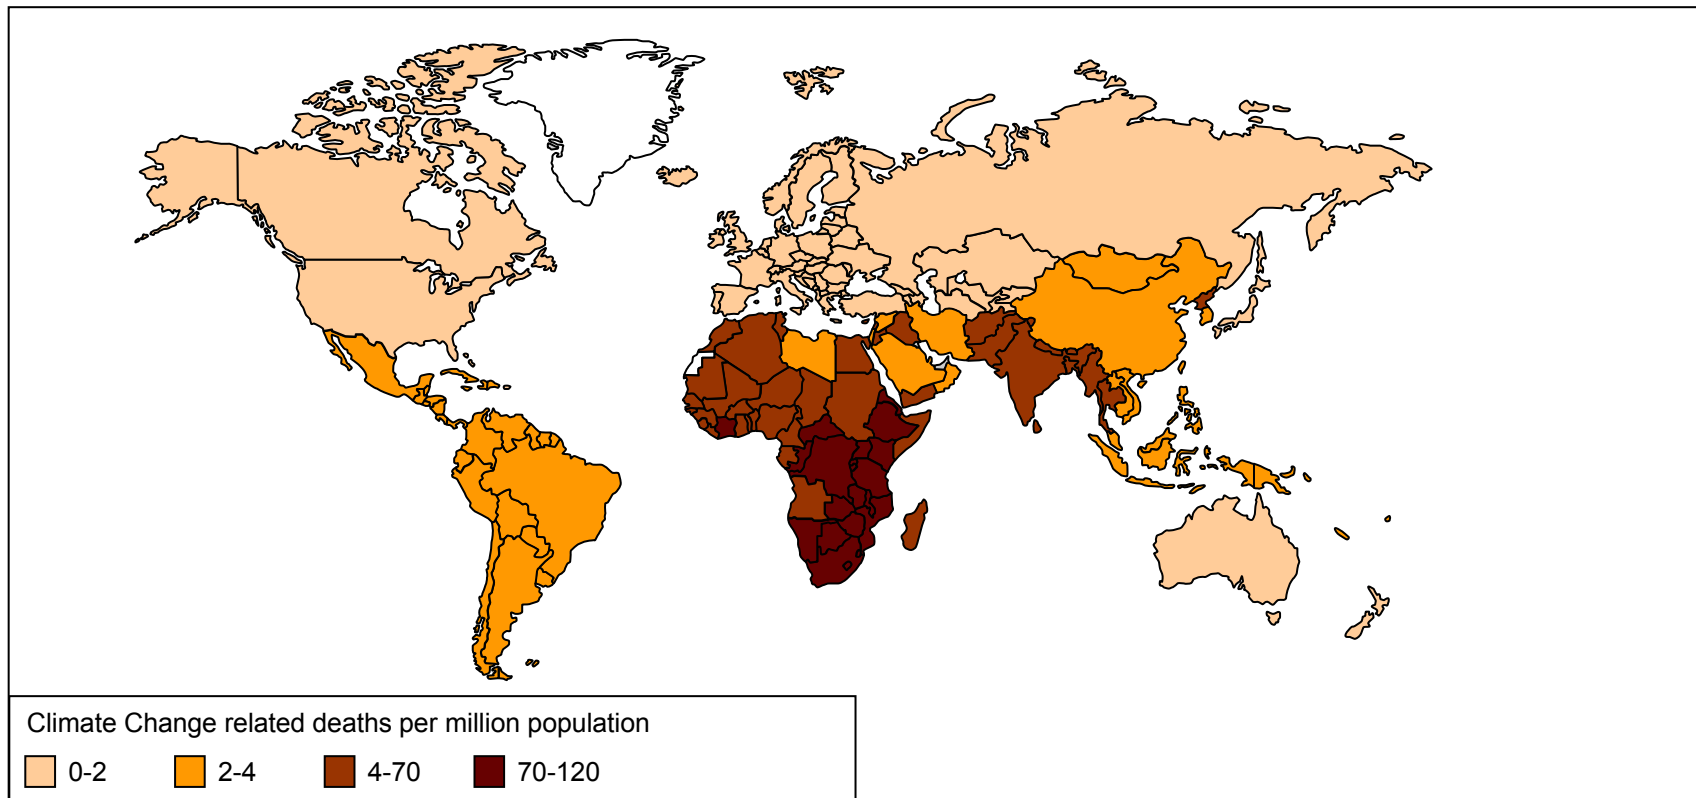 Climate Change related deaths per million population
0-2 2-4 4-70 70-120